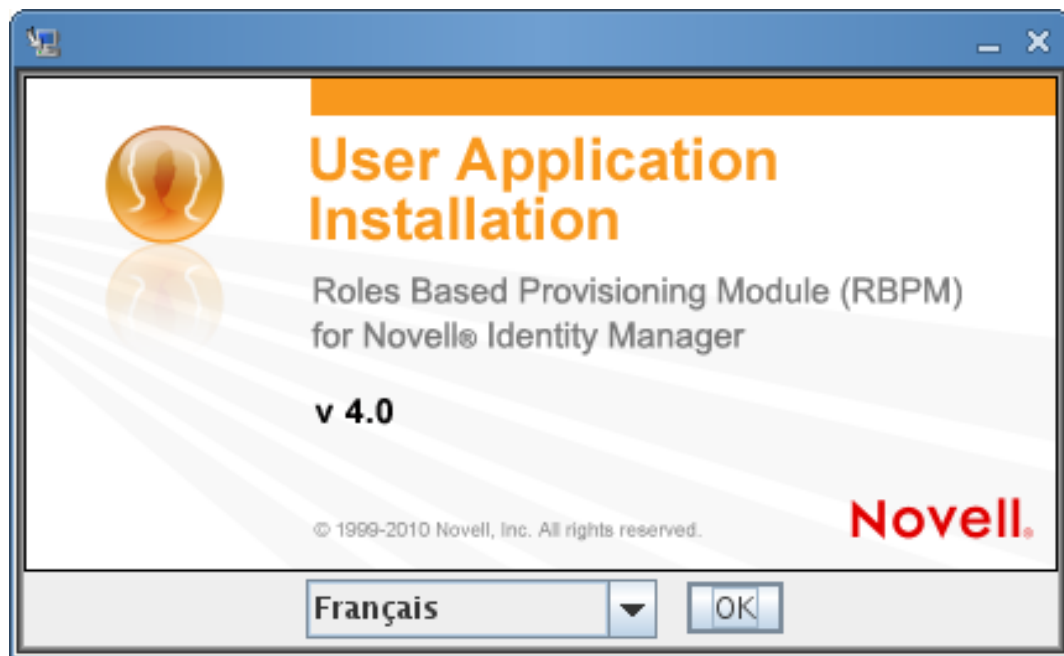 User Application
Installation
Roles Based Provisioning Module (RBPM)
for Novell® Identity Manager
v 4.0
© 1999-2010 Novell, Inc. All rights reserved.
Novell®
Français
OK